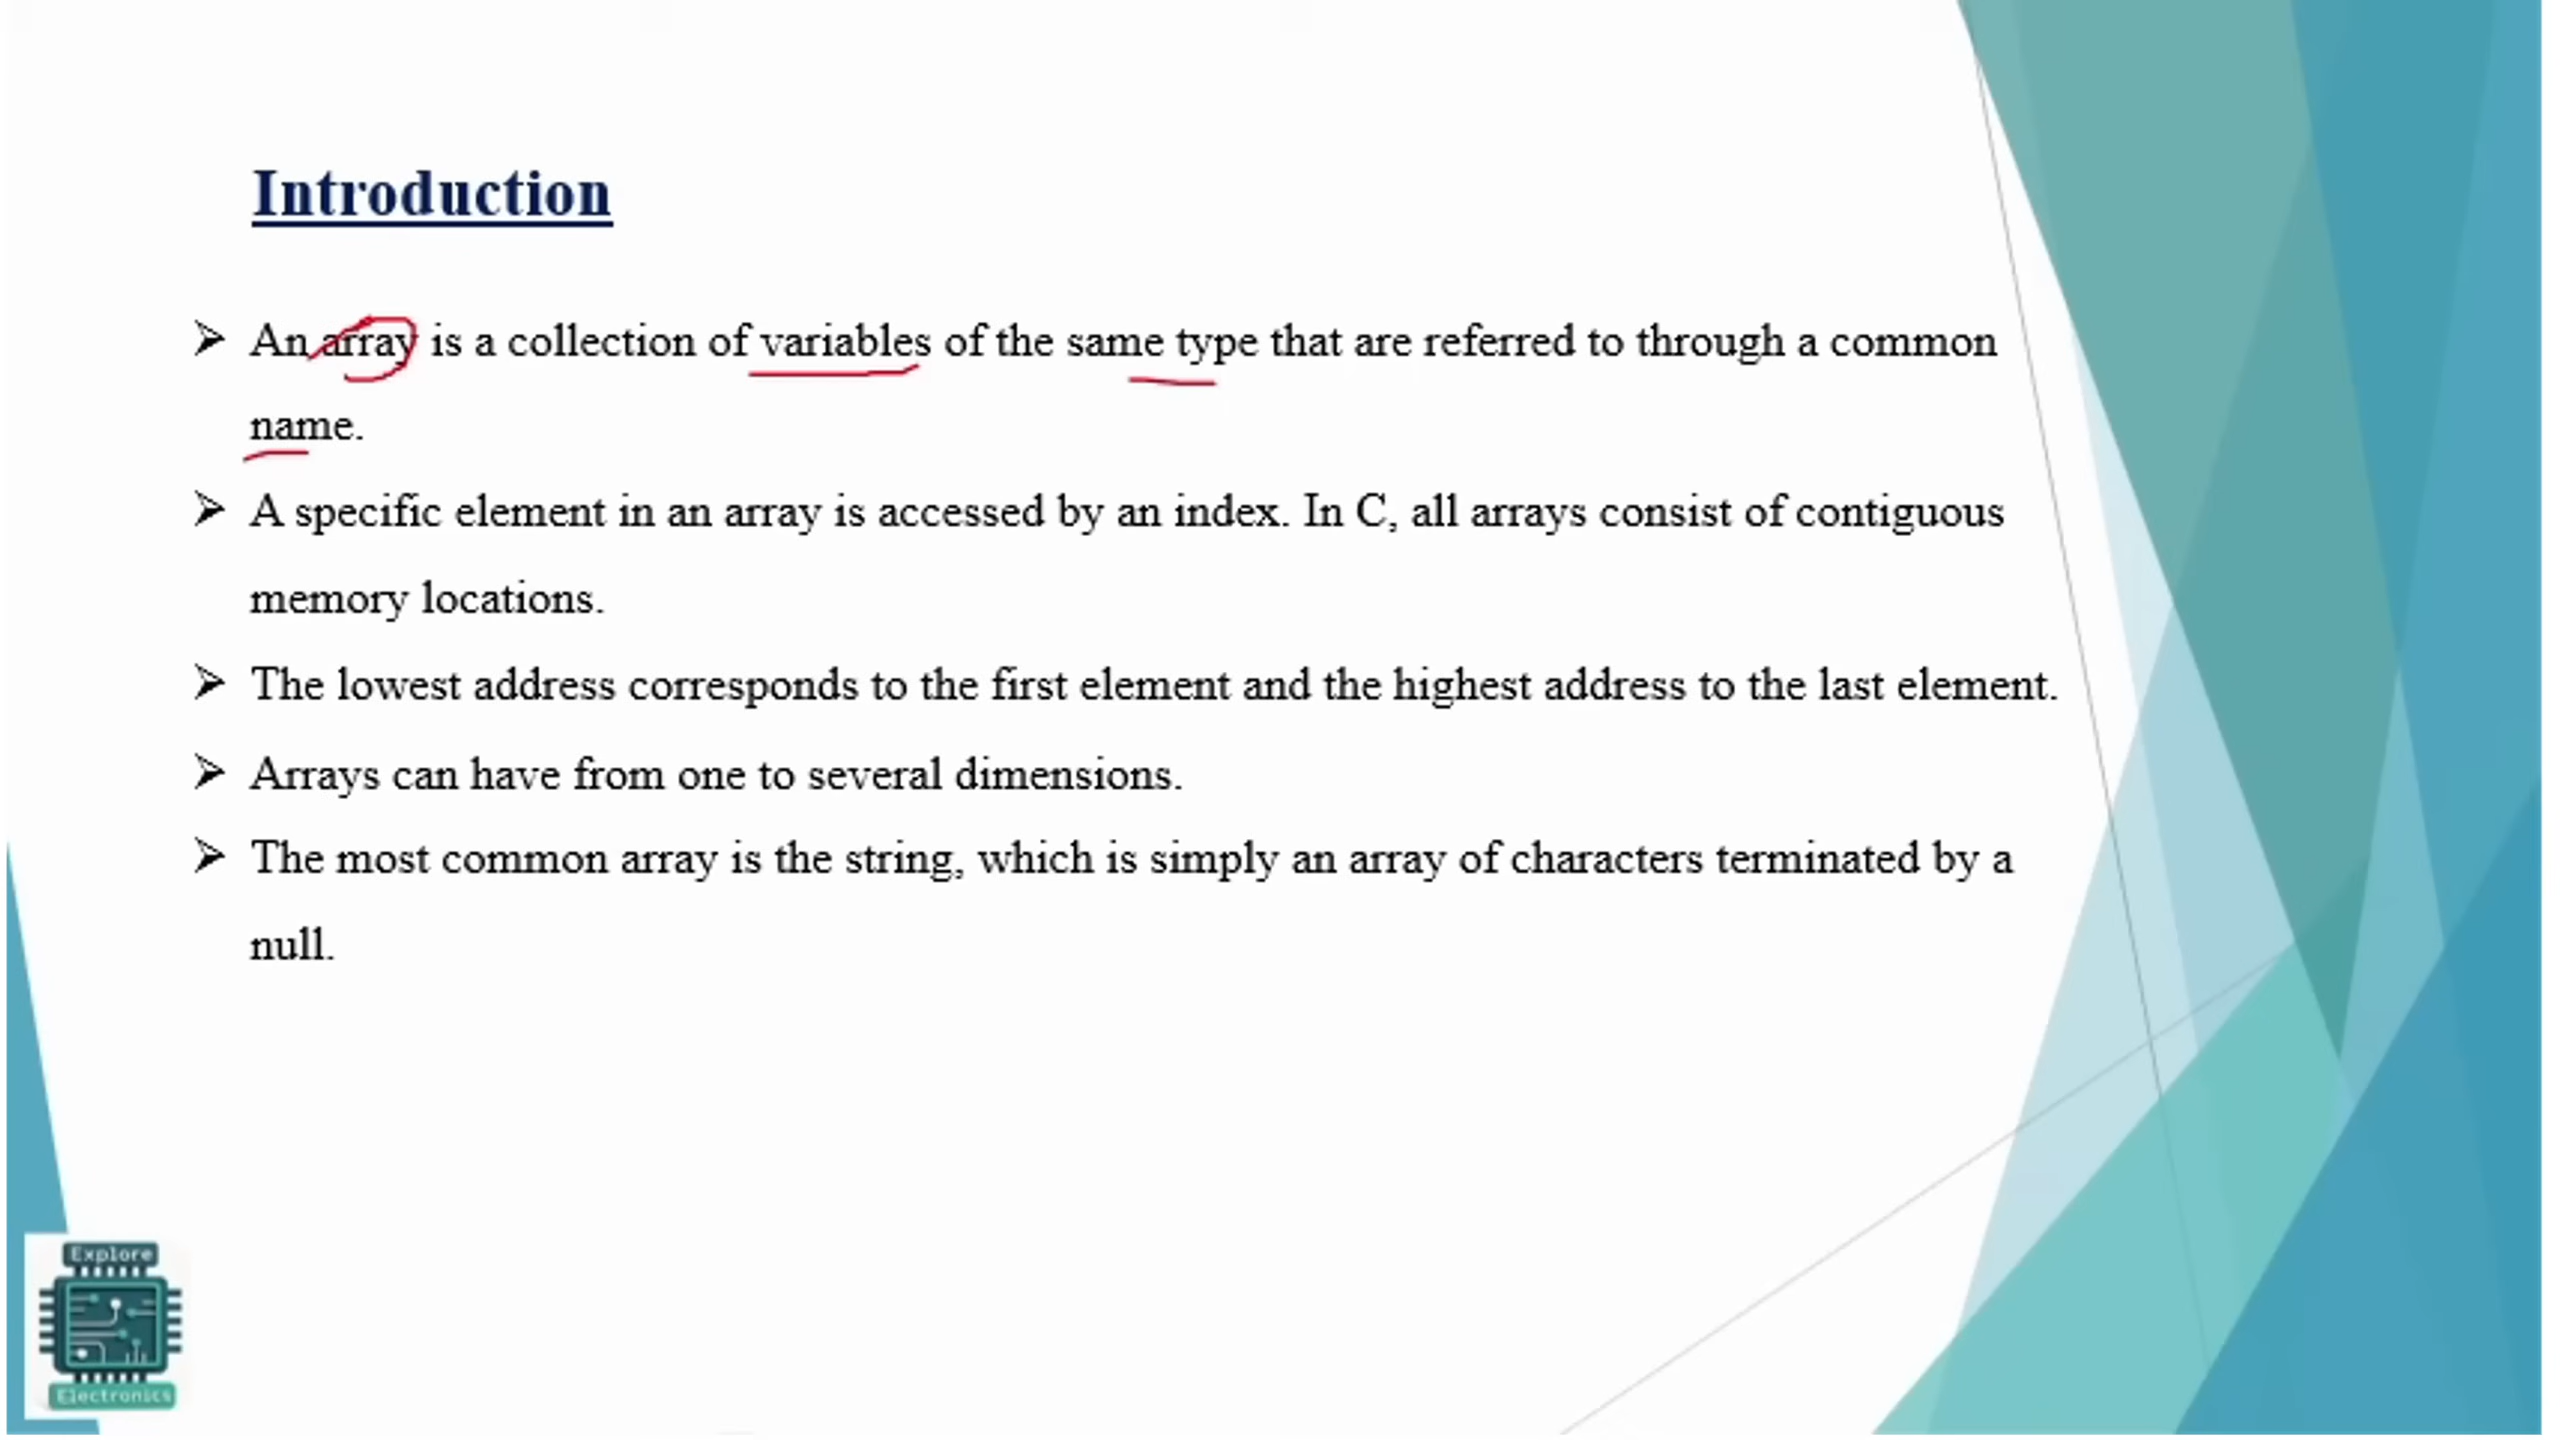 Introduction
An array is a collection of variables of the same type that are referred to through a common
name.
A specific element in an array is accessed by an index. In C, all arrays consist of contiguous
memory locations.
The lowest address corresponds to the first element and the highest address to the last element.
Arrays can have from one to several dimensions.
The most common array is the string, which is simply an array of characters terminated by a
null.
Explore
Electronics